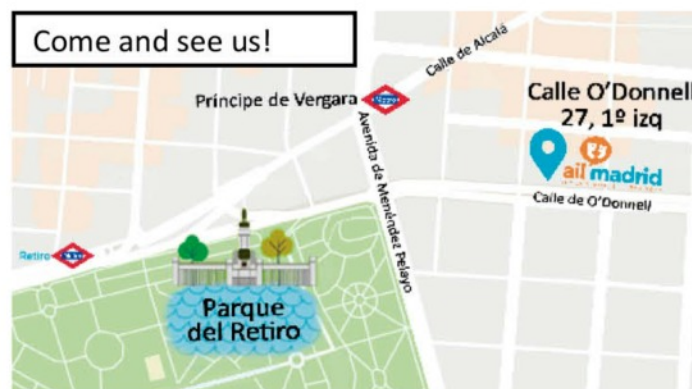 Come and see us!
Calle de Alcalá
Príncipe de Vergara
Metro
Calle O'Donnell
27, 1º izq
ail madrid
Calle de O'Donnell
Avenida de Menéndez Pelayo
Retiro
Parque
del Retiro